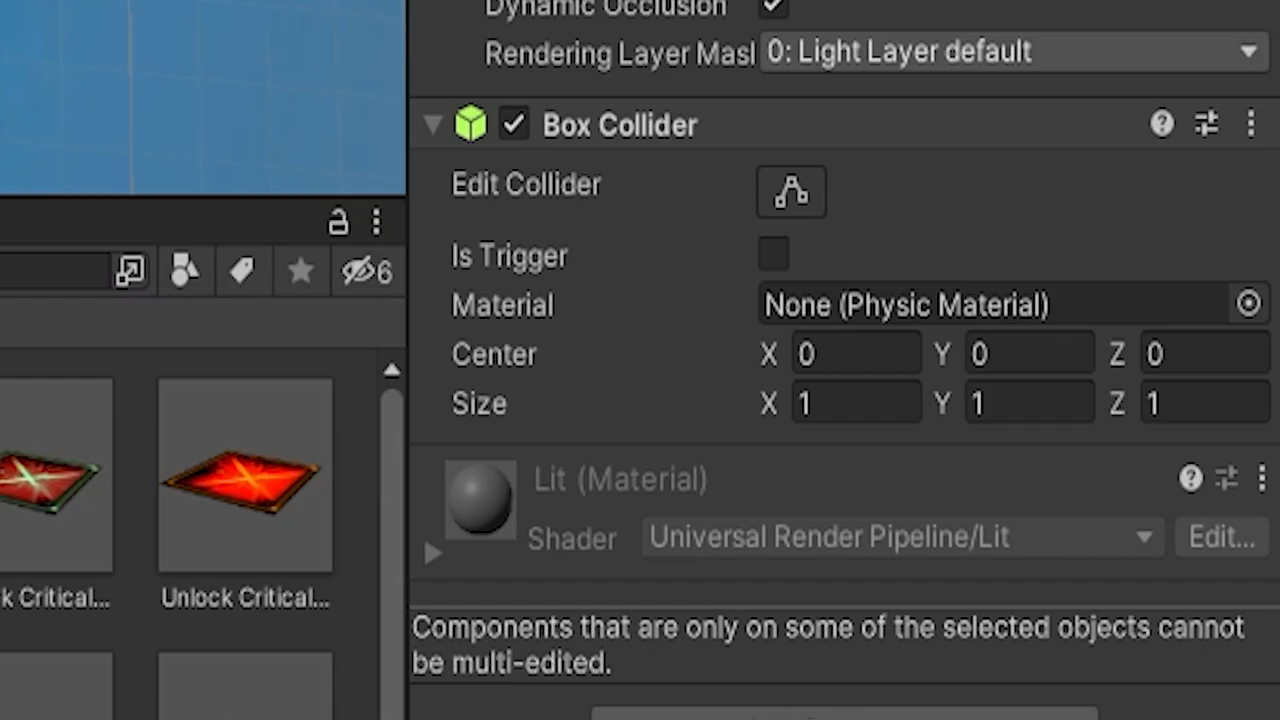 Dynamic Occlusion
Rendering Layer Masl
0: Light Layer default
Box Collider
Edit Collider
Is Trigger
Material
None (Physic Material)
Center
X 0 Y 0 Z 0
Size
X 1 Y 1 Z 1
6
Lit (Material)
Shader
Universal Render Pipeline/Lit
Edit...
k Critical...
Unlock Critical...
Components that are only on some of the selected objects cannot
be multi-edited.